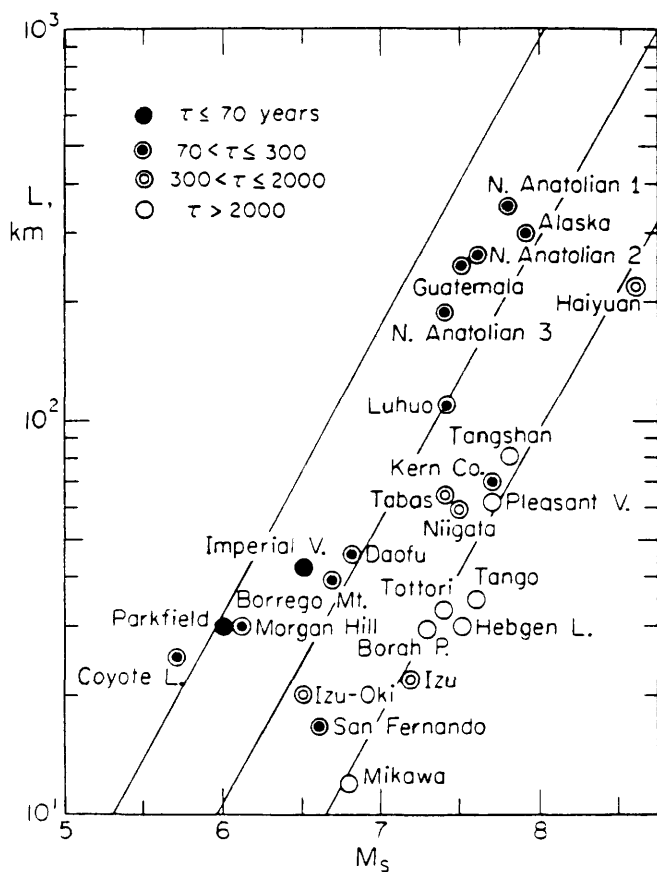 10³
τ ≤ 70 years
70 < τ ≤ 300
300 < τ ≤ 2000
τ > 2000
L,
km
N. Anatolian 1
Alaska
N. Anatolian 2
Guatemala
Haiyuan
N. Anatolian 3
Luhuo
10²
Tangshan
Kern Co.
Tabas
Pleasant V.
Niigata
Imperial V.
Daofu
Tottori
Tango
Borrego Mt.
Parkfield
Morgan Hill
Hebgen L.
Borah P.
Coyote L.
Izu-Oki
Izu
San Fernando
Mikawa
10¹
5 6 7 8
Mₛ